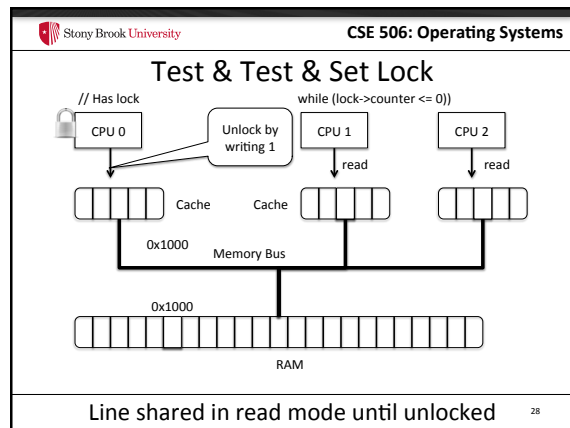 Stony Brook University
CSE 506: Operating Systems
Test & Test & Set Lock
// Has lock
while (lock->counter <= 0))
CPU 0
Unlock by
writing 1
CPU 1
CPU 2
read
read
Cache
Cache
0x1000
Memory Bus
0x1000
RAM
Line shared in read mode until unlocked
28